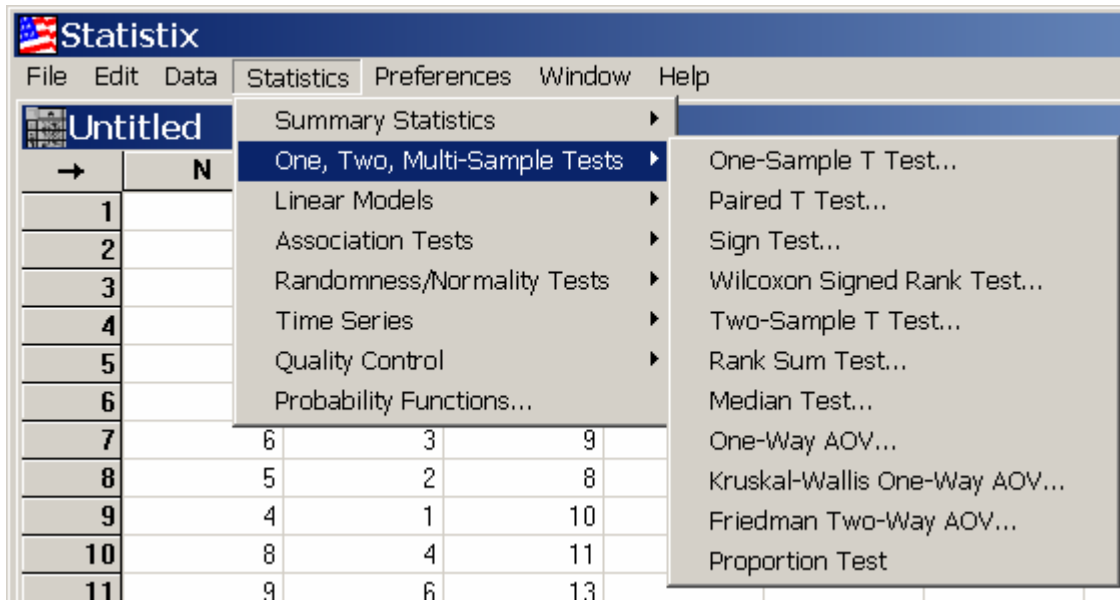 Statistix
File Edit Data Statistics Preferences Window Help
Untitled
N
Summary Statistics
One, Two, Multi-Sample Tests
Linear Models
Association Tests
Randomness/Normality Tests
Time Series
Quality Control
Probability Functions...
One-Sample T Test...
Paired T Test...
Sign Test...
Wilcoxon Signed Rank Test...
Two-Sample T Test...
Rank Sum Test...
Median Test...
One-Way AOV...
Kruskal-Wallis One-Way AOV...
Friedman Two-Way AOV...
Proportion Test
1
2
3
4
5
6
7 6 3 9
8 5 2 8
9 4 1 10
10 8 4 11
11 9 6 13